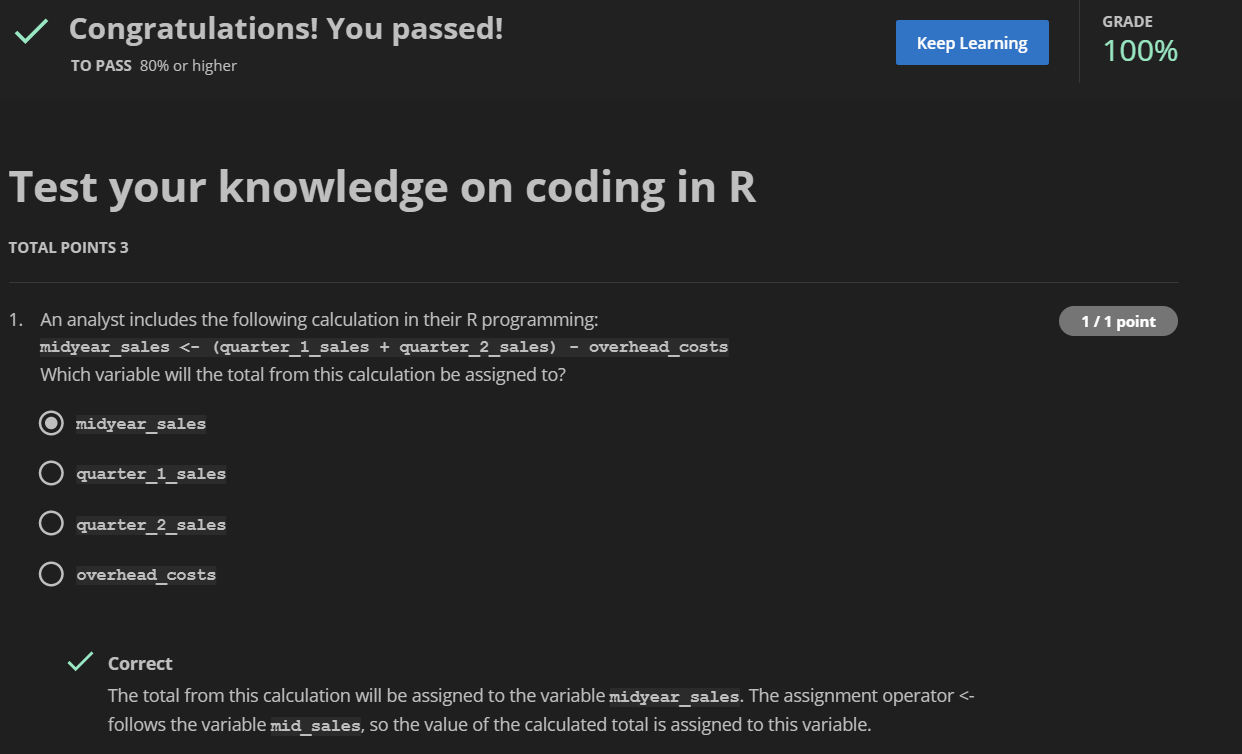 Congratulations! You passed!
TO PASS 80% or higher
Keep Learning
GRADE
100%
Test your knowledge on coding in R
TOTAL POINTS 3
1. An analyst includes the following calculation in their R programming:
1 / 1 point
midyear_sales <- (quarter_1_sales + quarter_2_sales) - overhead_costs
Which variable will the total from this calculation be assigned to?
midyear_sales
quarter_1_sales
quarter_2_sales
overhead_costs
Correct
The total from this calculation will be assigned to the variable midyear_sales. The assignment operator <-
follows the variable mid_sales, so the value of the calculated total is assigned to this variable.